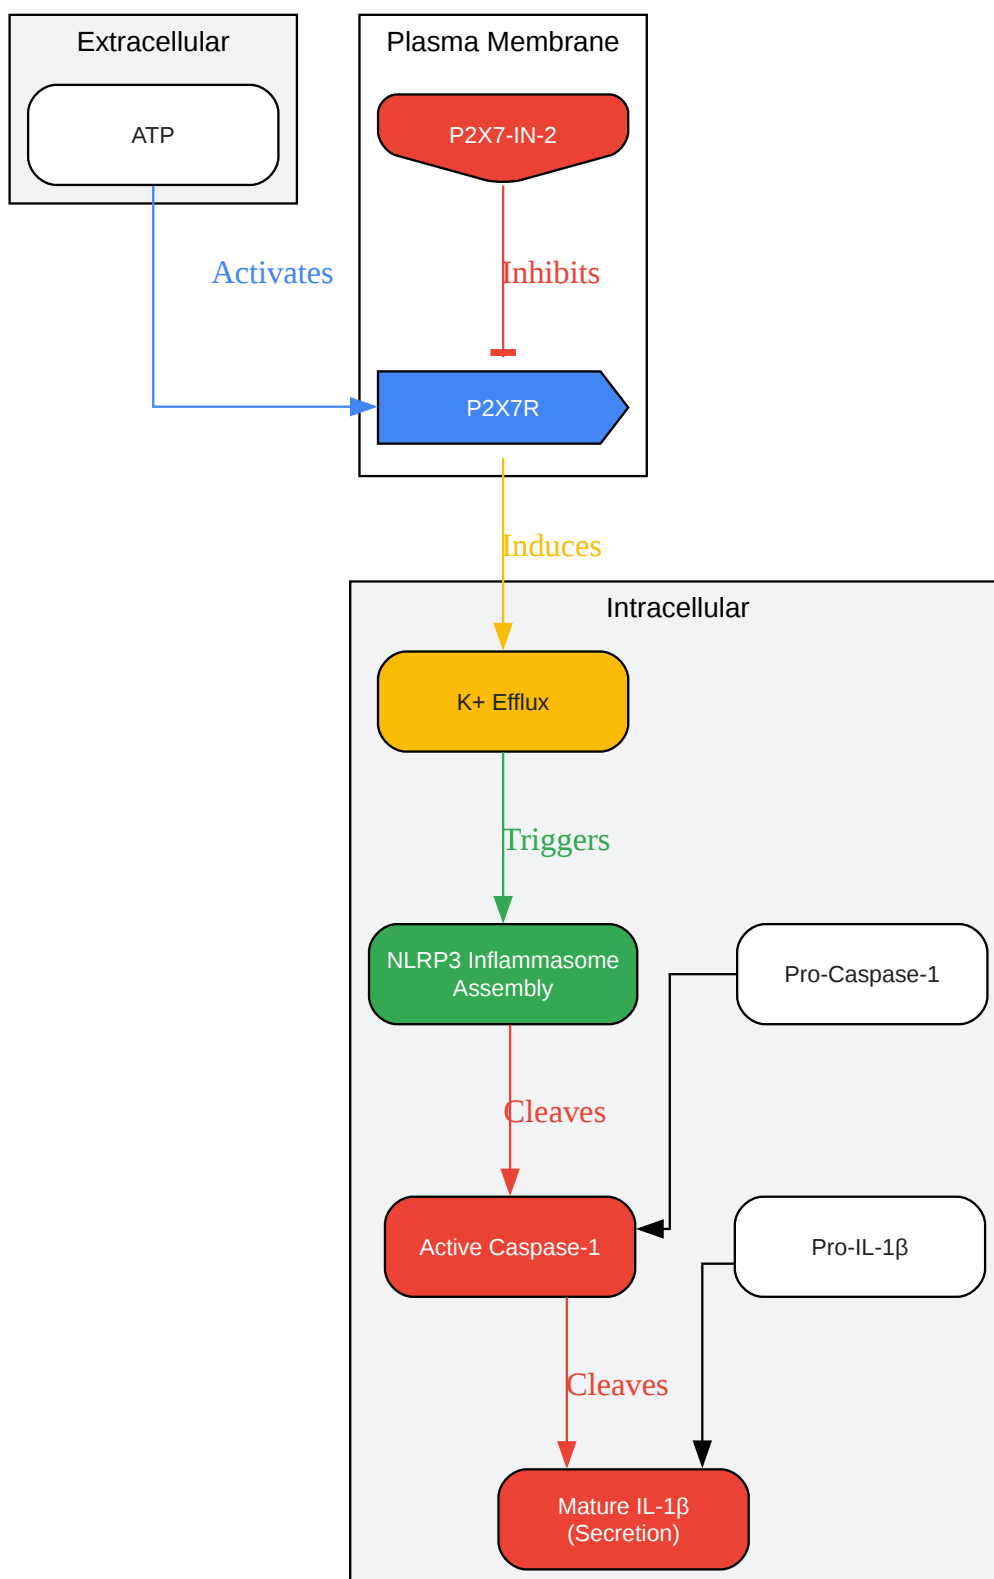 Extracellular
Plasma Membrane
ATP
P2X7-IN-2
Activates
Inhibits
P2X7R
Induces
Intracellular
K+ Efflux
Triggers
NLRP3 Inflammasome
Assembly
Pro-Caspase-1
Cleaves
Active Caspase-1
Pro-IL-1β
Cleaves
Mature IL-1β
(Secretion)